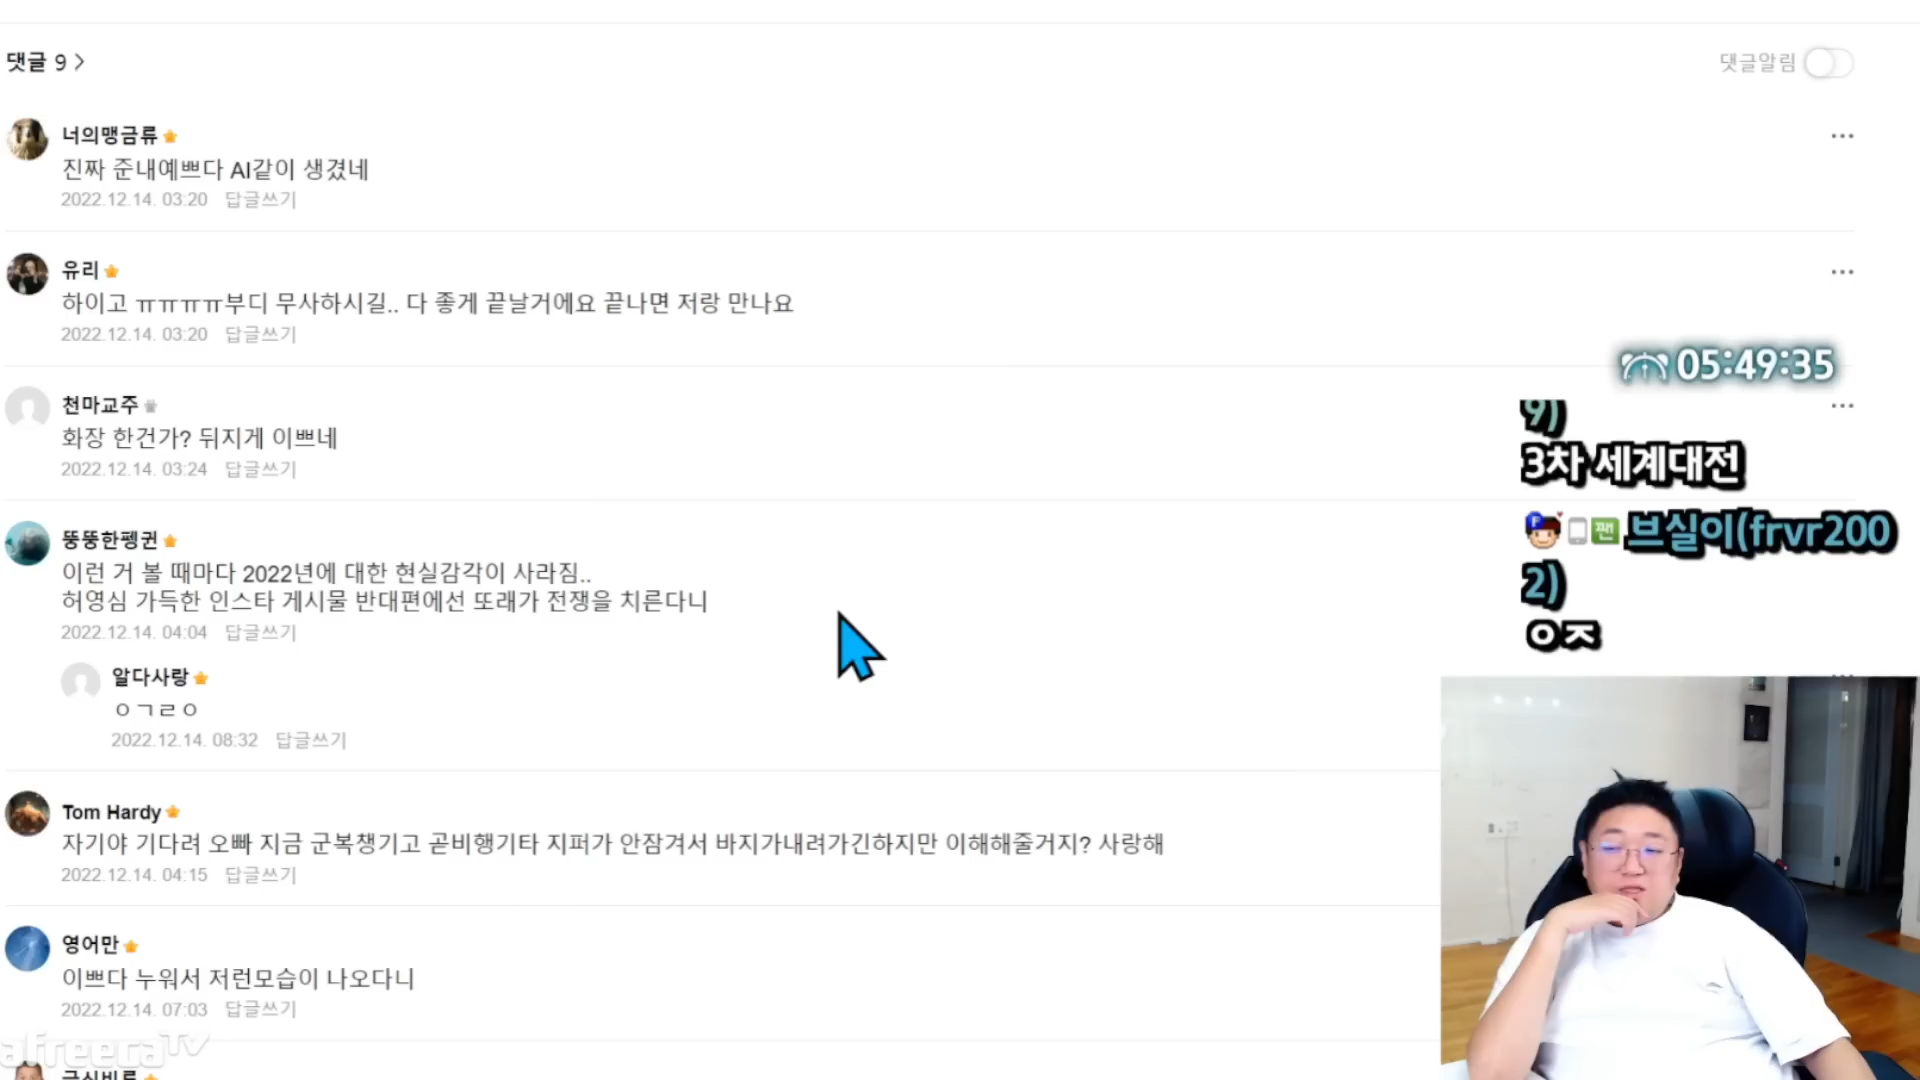 댓글 9
댓글알림
너의맹금류
진짜 준내예쁘다 AI같이 생겼네
2022.12.14. 03:20 답글쓰기
유리
하이고 ㅠㅠㅠㅠ부디 무사하시길.. 다 좋게 끝날거에요 끝나면 저랑 만나요
2022.12.14. 03:20 답글쓰기
천마교주
화장 한건가? 뒤지게 이쁘네
2022.12.14. 03:24 답글쓰기
뚱뚱한펭귄
이런 거 볼 때마다 2022년에 대한 현실감각이 사라짐..
허영심 가득한 인스타 게시물 반대편에선 또래가 전쟁을 치른다니
2022.12.14. 04:04 답글쓰기
알다사랑
ㅇㄱㄹㅇ
2022.12.14. 08:32 답글쓰기
Tom Hardy
자기야 기다려 오빠 지금 군복챙기고 곧비행기타 지퍼가 안잠겨서 바지가내려가긴하지만 이해해줄거지? 사랑해
2022.12.14. 04:15 답글쓰기
영어만
이쁘다 누워서 저런모습이 나오다니
2022.12.14. 07:03 답글쓰기
05:49:35
9)
3차 세계대전
팬 브실이(frvr200
2)
ㅇㅈ
afreecaTV